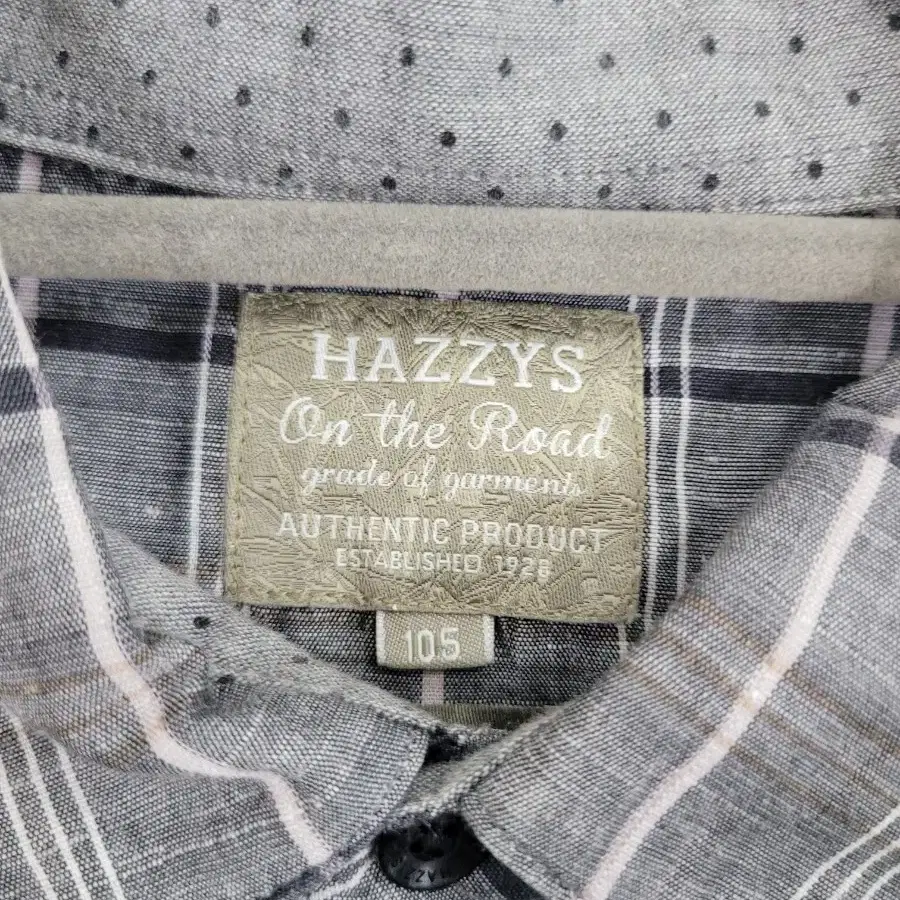 HAZZYS
On the Road
grade of garments
AUTHENTIC PRODUCT
ESTABLISHED 1928
105